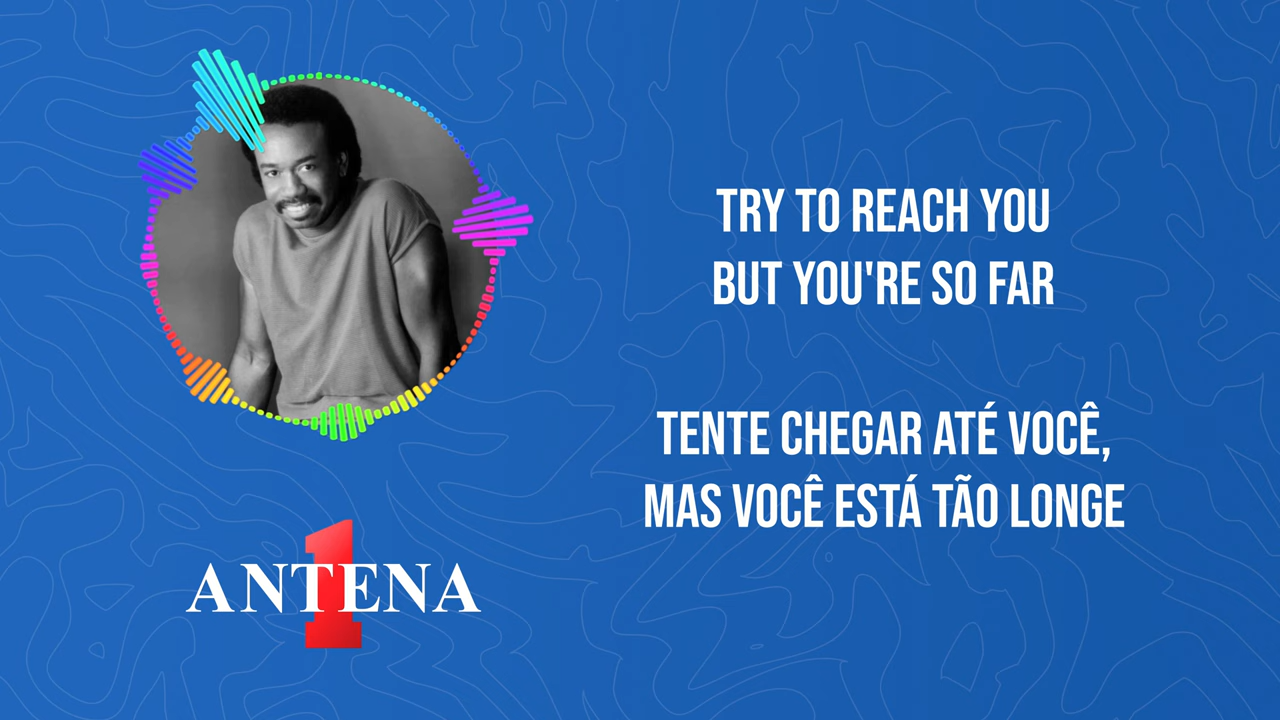 TRY TO REACH YOU
BUT YOU'RE SO FAR
TENTE CHEGAR ATÉ VOCÊ,
MAS VOCÊ ESTÁ TÃO LONGE
ANTENA 1